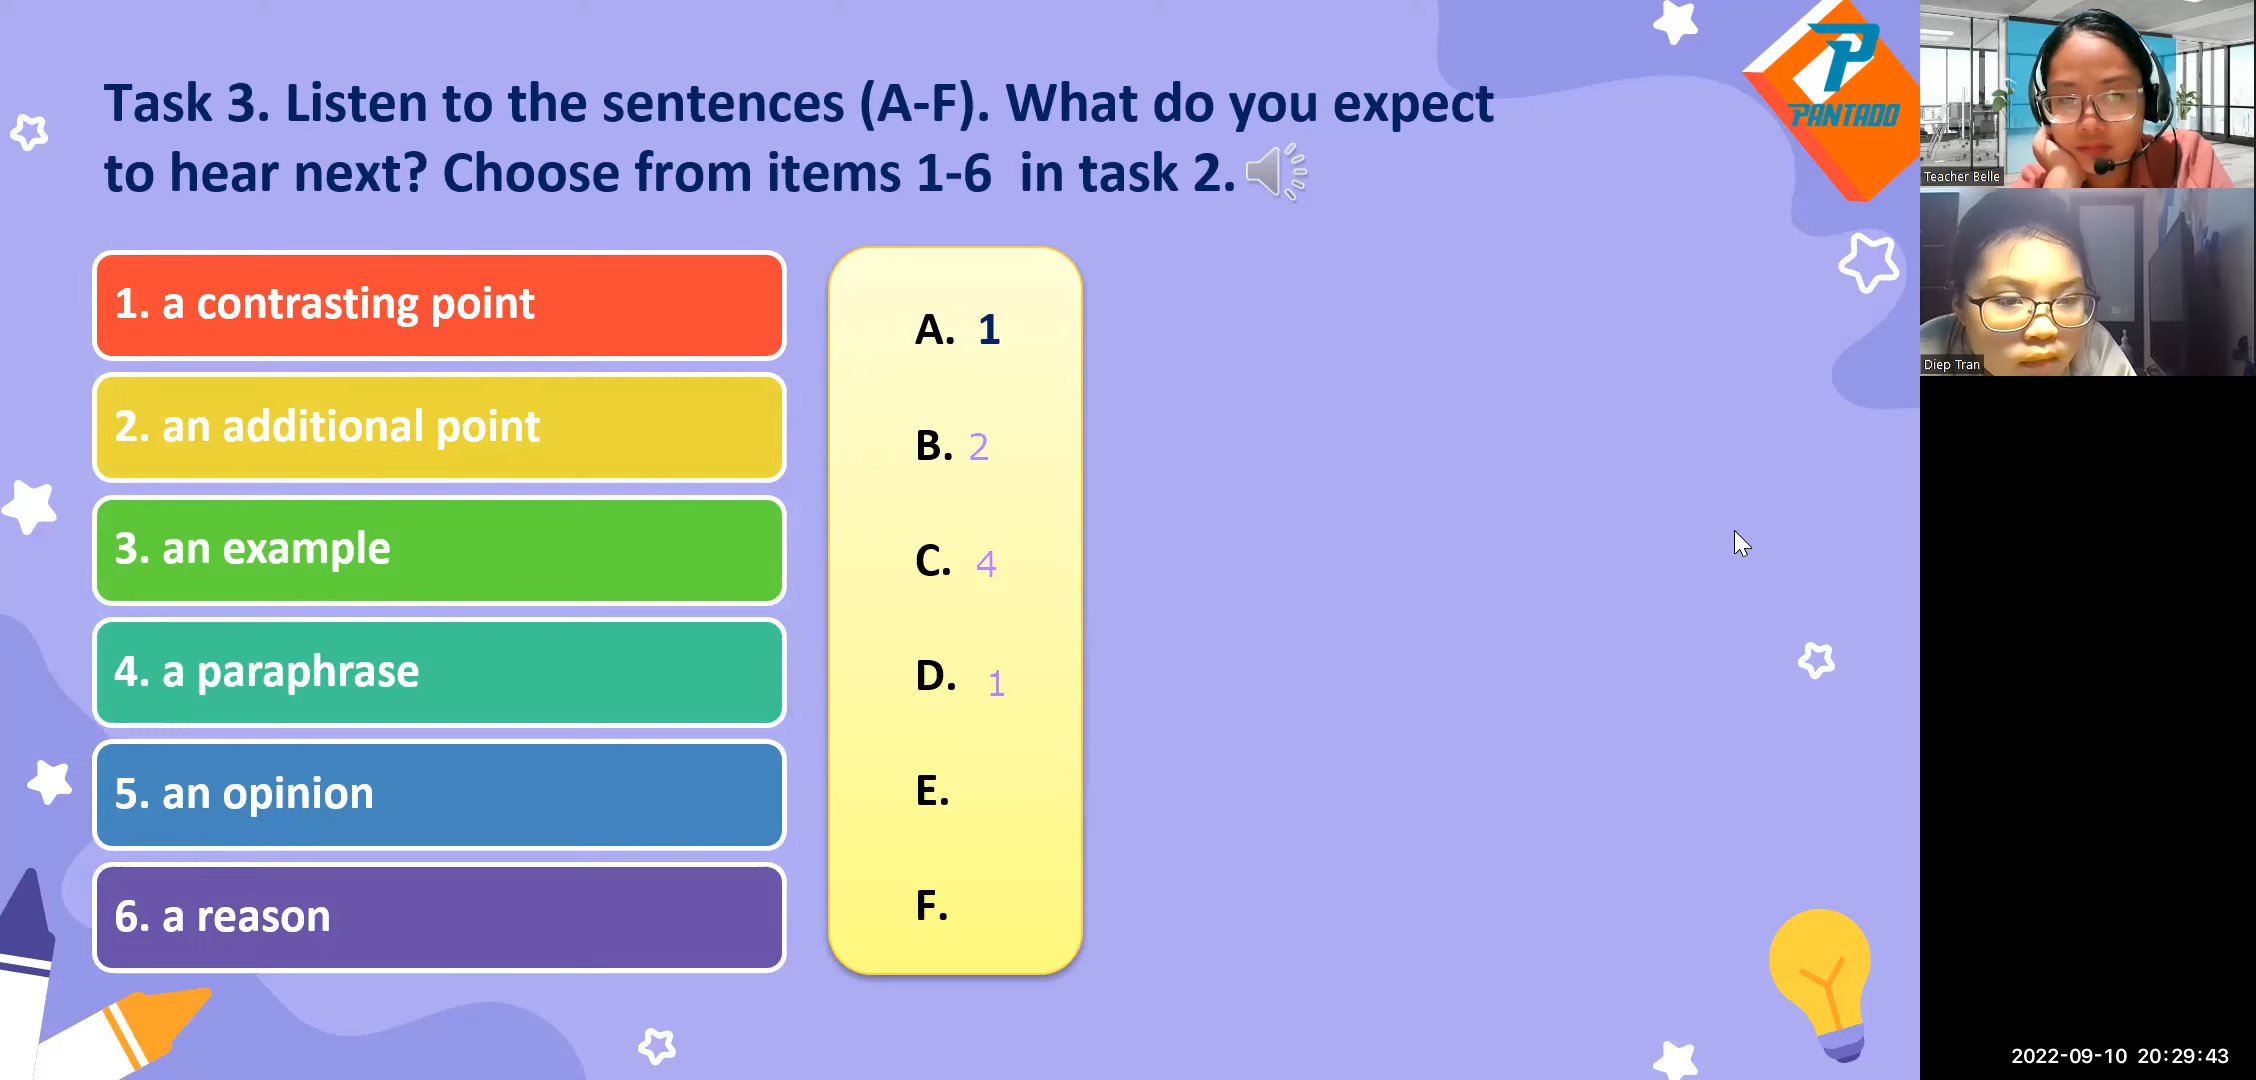 Task 3. Listen to the sentences (A-F). What do you expect
to hear next? Choose from items 1-6 in task 2.
PANTADO
1. a contrasting point
2. an additional point
3. an example
4. a paraphrase
5. an opinion
6. a reason
A. 1
B. 2
C. 4
D. 1
E.
F.
Teacher Belle
Diep Tran
2022-09-10 20:29:43